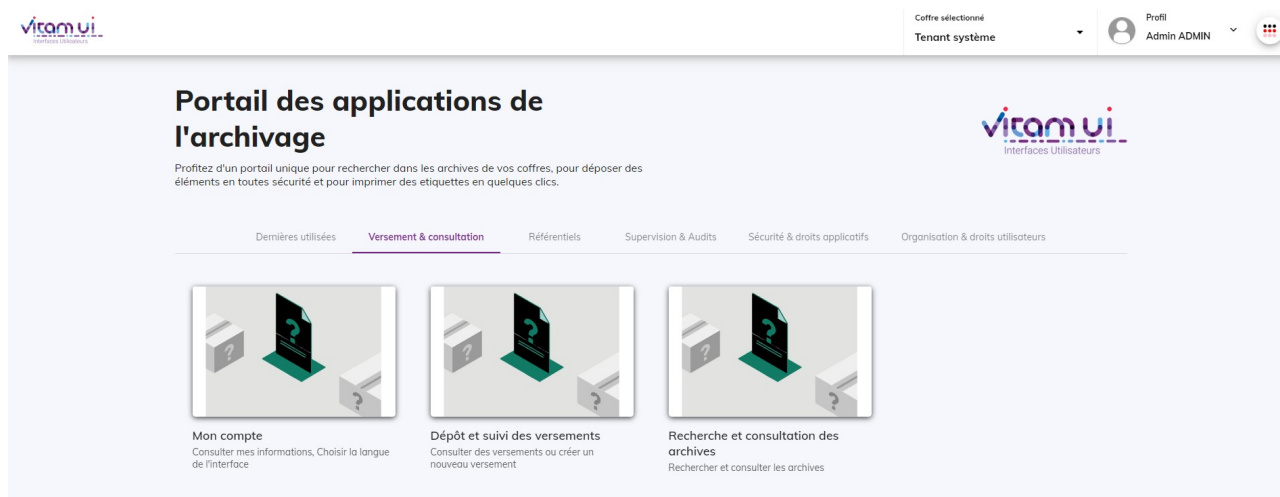 vitam ui
Interfaces Utilisateurs
Coffre sélectionné
Tenant système
Profil
Admin ADMIN
Portail des applications de
l'archivage
Profitez d'un portail unique pour rechercher dans les archives de vos coffres, pour déposer des
éléments en toutes sécurité et pour imprimer des etiquettes en quelques clics.
vitam ui
Interfaces Utilisateurs
Dernières utilisées Versement & consultation Référentiels Supervision & Audits Sécurité & droits applicatifs Organisation & droits utilisateurs
? ? ?
? ? ?
? ? ?
Mon compte
Consulter mes informations, Choisir la langue
de l'interface
Dépôt et suivi des versements
Consulter des versements ou créer un
nouveau versement
Recherche et consultation des
archives
Rechercher et consulter les archives